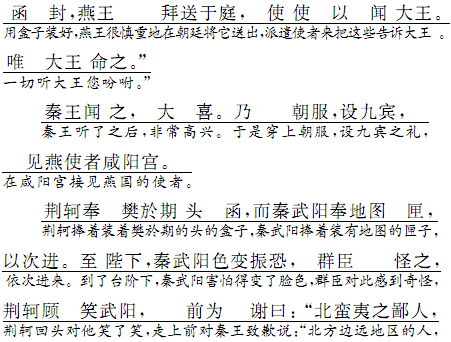 函 封,燕王 拜送于庭, 使使 以 闻大王。
用盒子装好,燕王很慎重地在朝廷将它送出,派遣使者来把这些告诉大王 。
唯 大王 命之。”
一切听大王您吩咐。”
秦王闻 之, 大 喜。乃 朝服,设九宾,
秦王听了之后,非常高兴。于是穿上朝服,设九宾之礼,
见燕使者咸阳宫。
在咸阳宫接见燕国的使者。
荆轲奉 樊於期头 函,而秦武阳奉地图 匣,
荆轲捧着装着樊於期的头的盒子,秦武阳捧着装有地图的匣子,
以次进。至 陛下,秦武阳色变振恐, 群臣 怪之,
依次进来。到了台阶下,秦武阳害怕得变了脸色,群臣对此感到奇怪,
荆轲顾 笑武阳, 前为 谢曰:“北蛮夷之鄙人,
荆轲回头对他笑了笑,走上前对秦王致歉说:“北方边远地区的人,